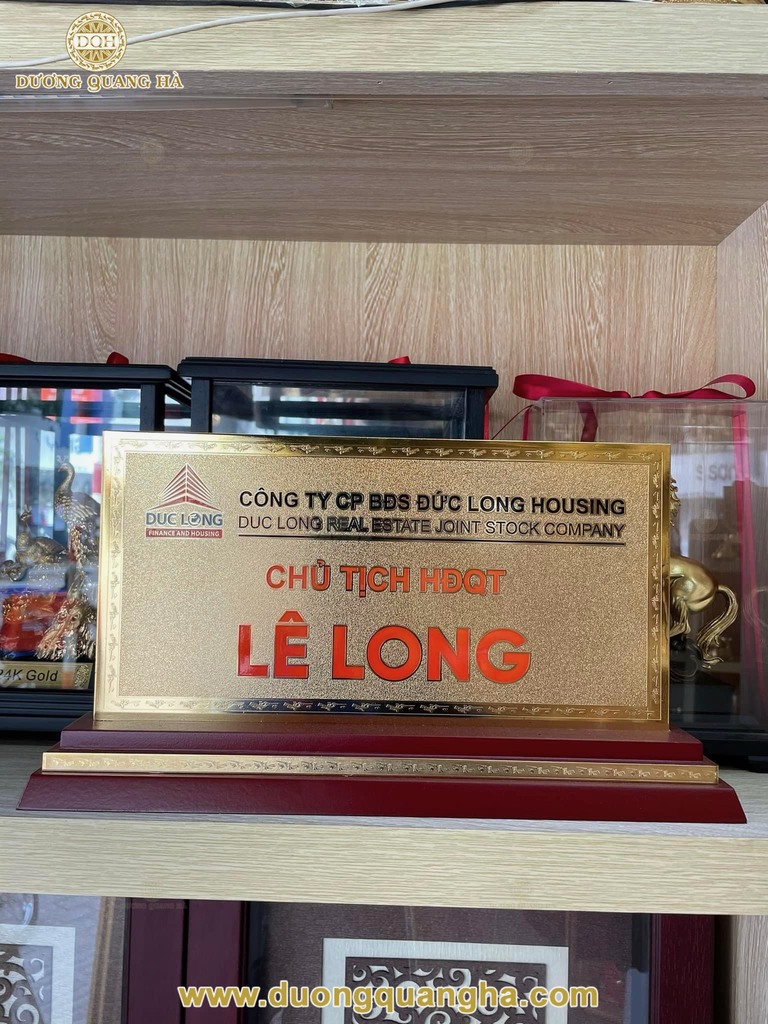 DQH
DƯƠNG QUANG HÀ
DUC LONG
FINANCE AND HOUSING
CÔNG TY CP BĐS ĐỨC LONG HOUSING
DUC LONG REAL ESTATE JOINT STOCK COMPANY
CHỦ TỊCH HĐQT
LÊ LONG
24K Gold
www.duongquangha.com